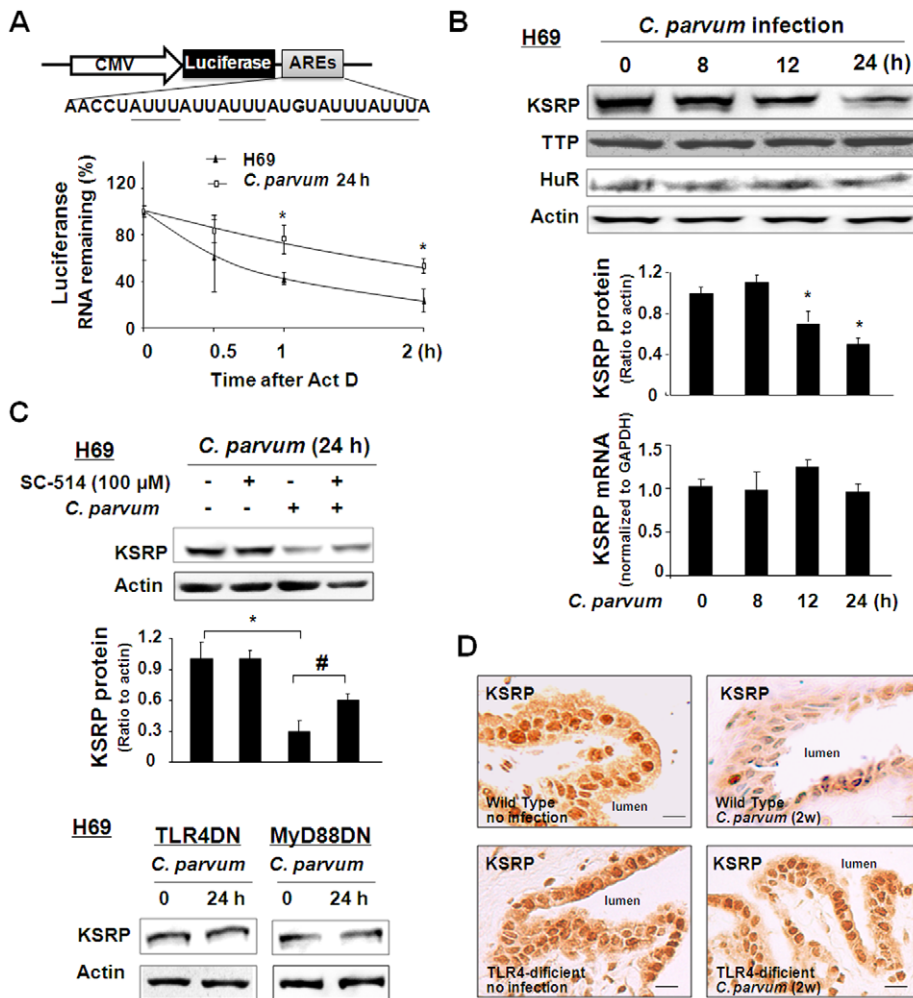 A
CMV
Luciferase
AREs
AACCUAUUUAUUAUUUAUGUAUUUAUUUA
H69
C. parvum 24 h
*
*
Luciferanse
RNA remaining (%)
120
80
40
0
0 0.5 1 2 (h)
Time after Act D
B
H69
C. parvum infection
0 8 12 24 (h)
KSRP
TTP
HuR
Actin
KSRP protein
(Ratio to actin)
1.2
0.8
0.4
0
*
*
KSRP mRNA
(normalized to GAPDH)
1.5
1.0
0.5
0
C. parvum 0 8 12 24 (h)
C
H69
C. parvum (24 h)
SC-514 (100 µM) - + - +
C. parvum - - + +
KSRP
Actin
KSRP protein
(Ratio to actin)
1.2
0.9
0.6
0.3
0
*
#
H69
TLR4DN MyD88DN
C. parvum C. parvum
0 24 h 0 24 h
KSRP
Actin
D
KSRP
lumen
Wild Type
no infection
KSRP
lumen
Wild Type
C. parvum (2w)
KSRP
lumen
TLR4-dificient
no infection
KSRP
lumen
TLR4-dificient
C. parvum (2w)